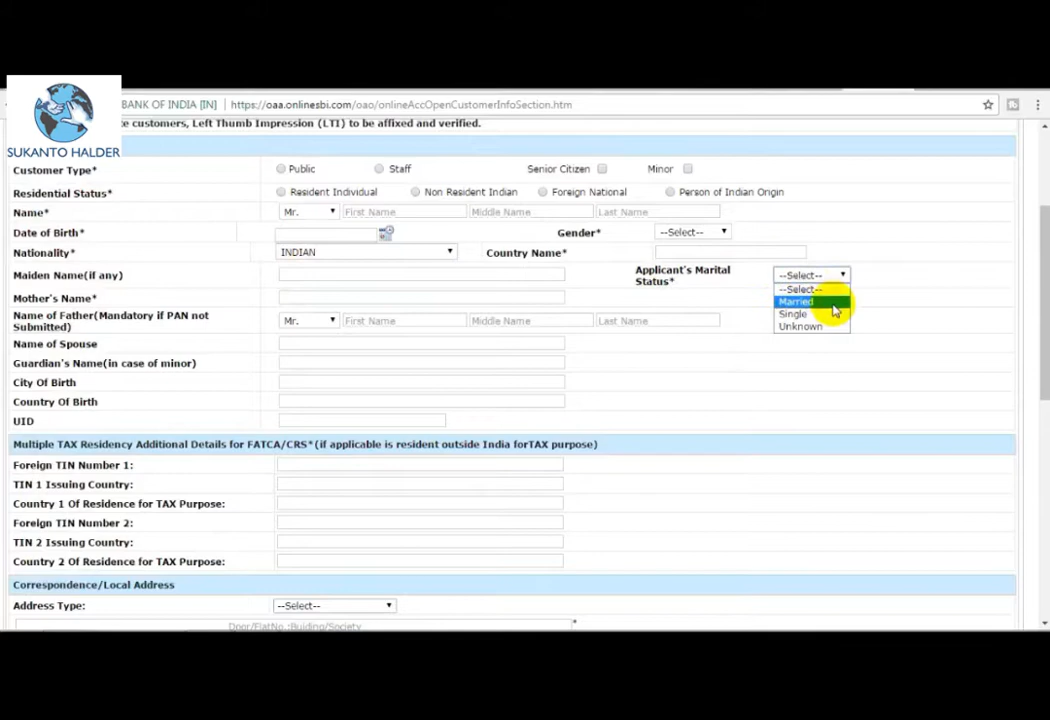 BANK OF INDIA [IN] https://oaa.onlinesbi.com/oao/onlineAccOpenCustomerInfoSection.htm
te customers, Left Thumb Impression (LTI) to be affixed and verified.
SUKANTO HALDER
Customer Type* Public Staff Senior Citizen Minor
Residential Status* Resident Individual Non Resident Indian Foreign National Person of Indian Origin
Name* Mr. First Name Middle Name Last Name
Date of Birth* Gender* --Select--
Nationality* INDIAN Country Name*
Maiden Name(if any) Applicant's Marital Status* --Select--
--Select--
Married
Single
Unknown
Mother's Name*
Name of Father(Mandatory if PAN not Submitted) Mr. First Name Middle Name Last Name
Name of Spouse
Guardian's Name(in case of minor)
City Of Birth
Country Of Birth
UID
Multiple TAX Residency Additional Details for FATCA/CRS*(if applicable is resident outside India forTAX purpose)
Foreign TIN Number 1:
TIN 1 Issuing Country:
Country 1 Of Residence for TAX Purpose:
Foreign TIN Number 2:
TIN 2 Issuing Country:
Country 2 Of Residence for TAX Purpose:
Correspondence/Local Address
Address Type: --Select--
Door/FlatNo.:Buiding/Society *